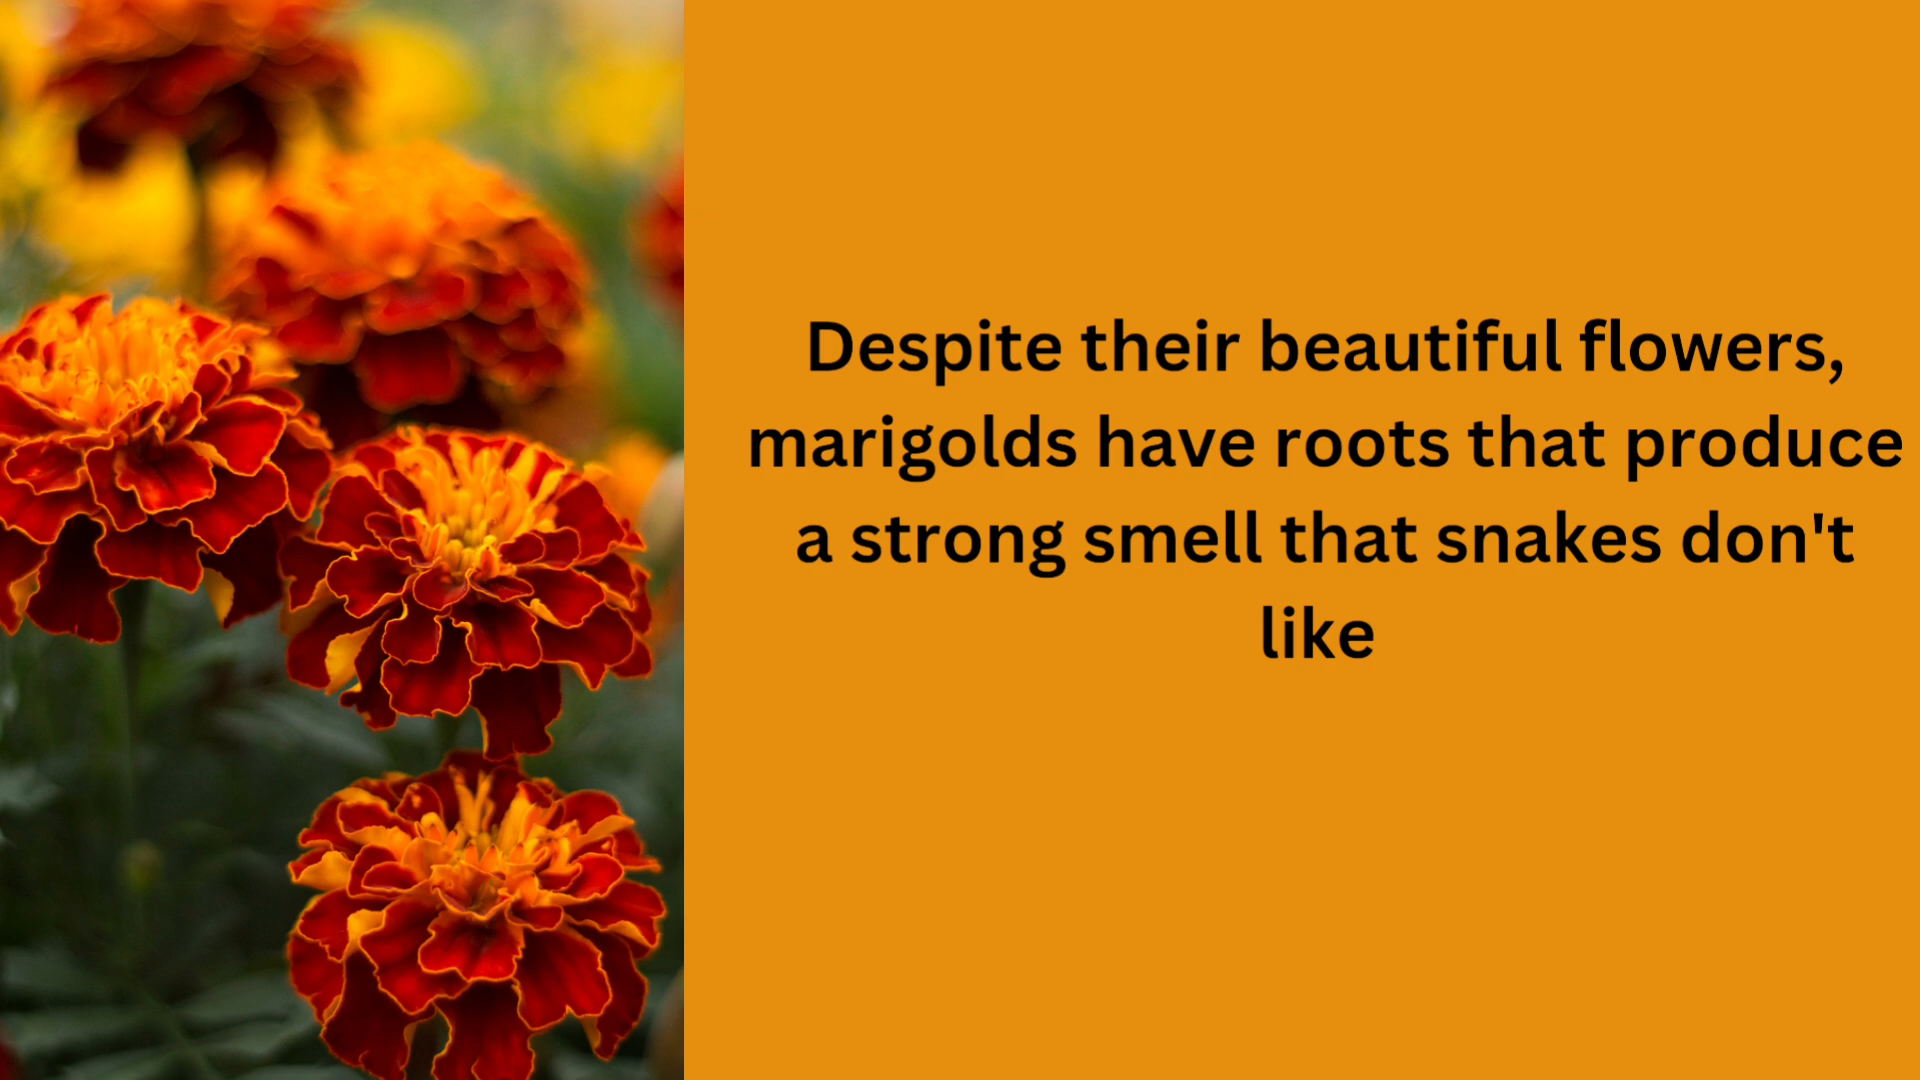 Despite their beautiful flowers,
marigolds have roots that produce
a strong smell that snakes don't
like